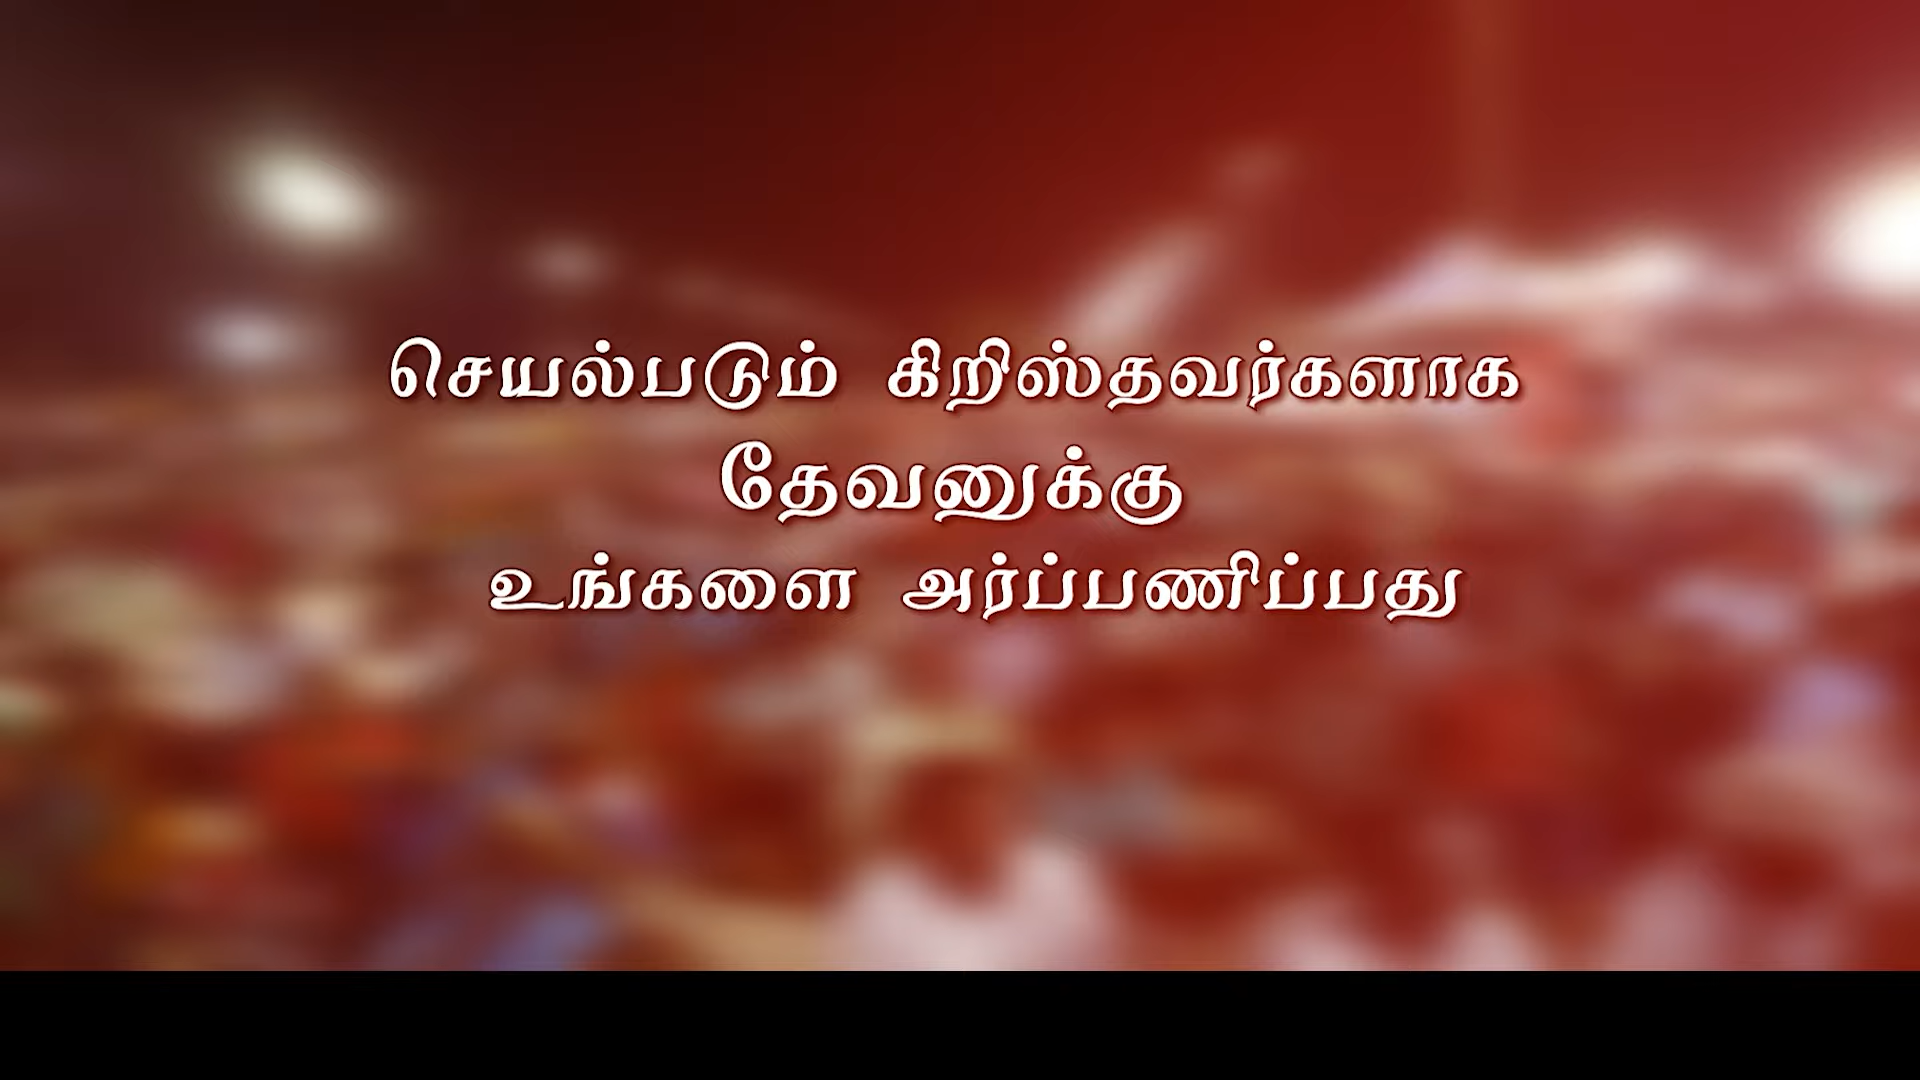 செயல்படும் கிறிஸ்தவர்களாக
தேவனுக்கு
உங்களை அர்ப்பணிப்பது